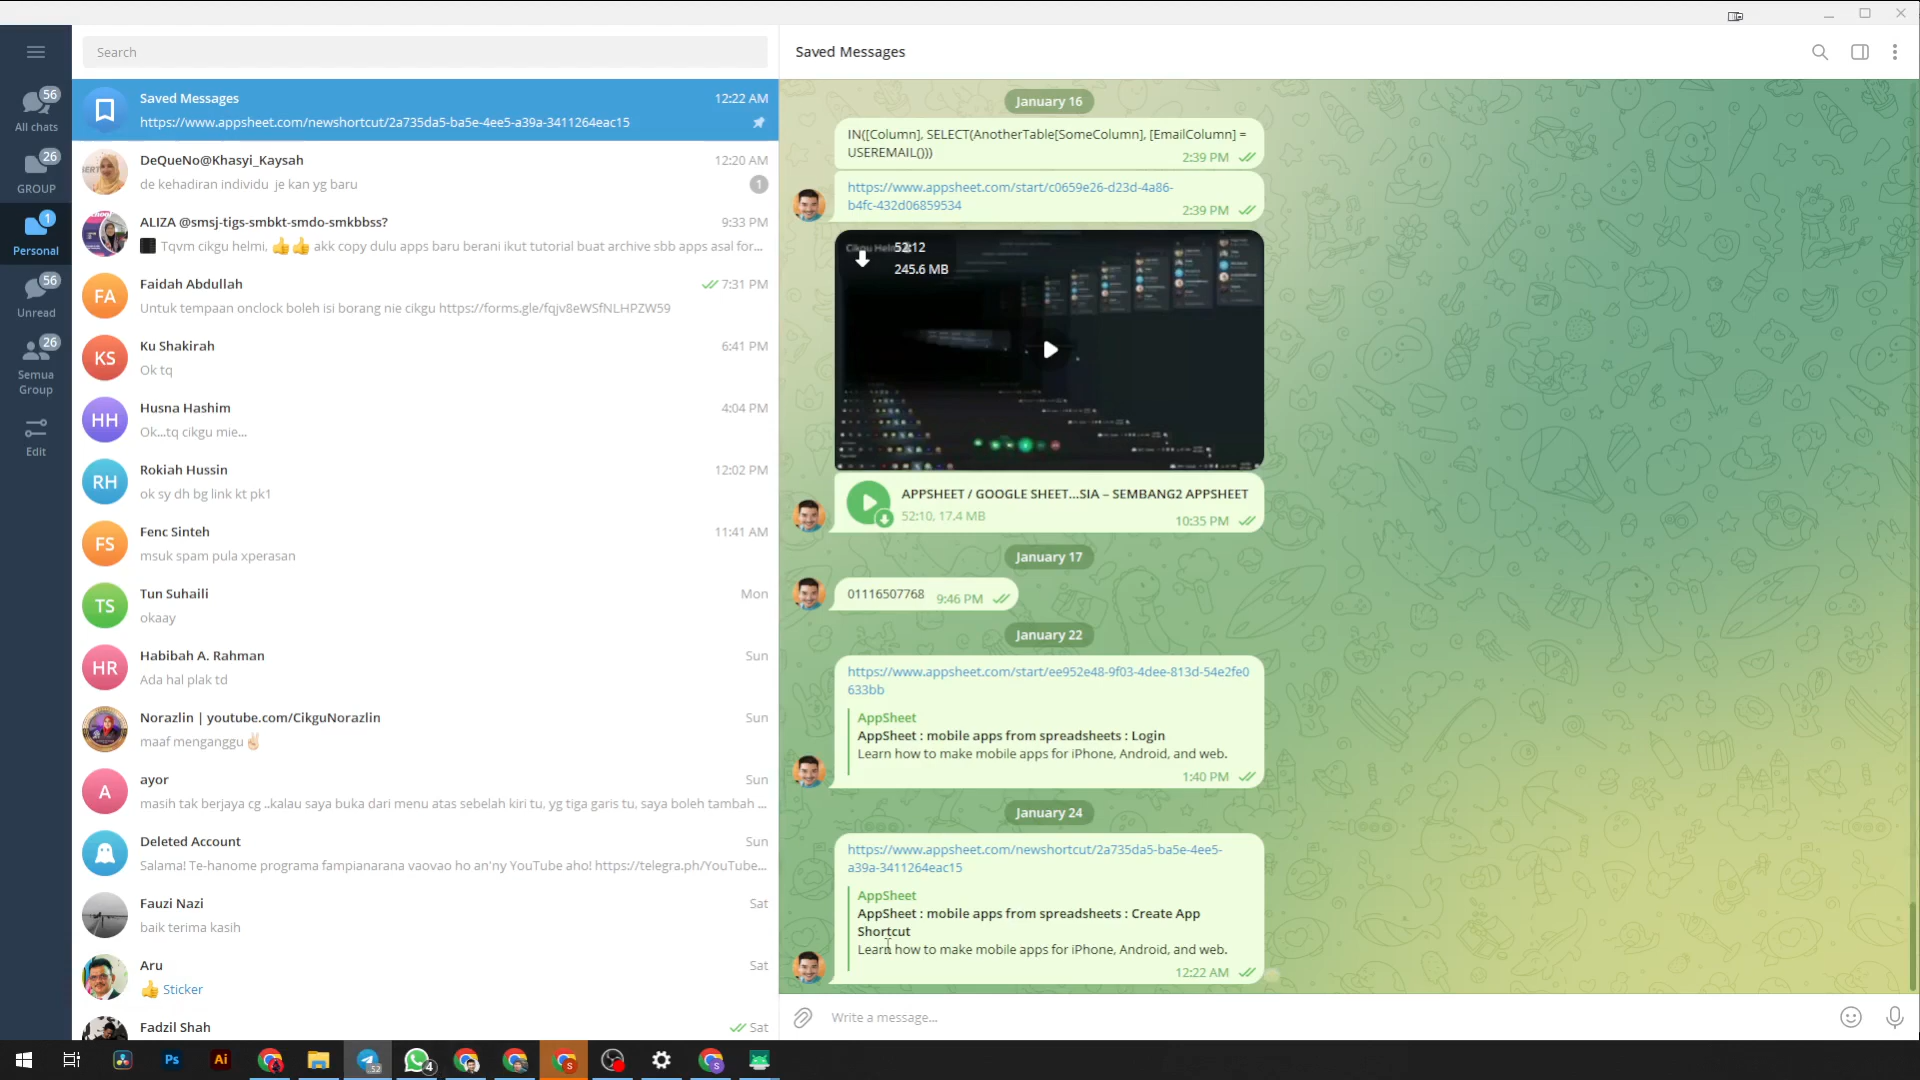 Search
Saved Messages
56
All chats
26
GROUP
1
Personal
56
Unread
26
Semua
Group
Edit
Saved Messages 12:22 AM
https://www.appsheet.com/newshortcut/2a735da5-ba5e-4ee5-a39a-3411264eac15
DeQueNo@Khasyi_Kaysah 12:20 AM
de kehadiran individu je kan yg baru 1
ALIZA @smsj-tigs-smbkt-smdo-smkbbss? 9:33 PM
Tqvm cikgu helmi, 👍👍 akk copy dulu apps baru berani ikut tutorial buat archive sbb apps asal for...
FA
Faidah Abdullah 7:31 PM
Untuk tempaan onclock boleh isi borang nie cikgu https://forms.gle/fqjv8eWSfNLHPZW59
KS
Ku Shakirah 6:41 PM
Ok tq
HH
Husna Hashim 4:04 PM
Ok...tq cikgu mie...
RH
Rokiah Hussin 12:02 PM
ok sy dh bg link kt pk1
FS
Fenc Sinteh 11:41 AM
msuk spam pula xperasan
TS
Tun Suhaili Mon
okaay
HR
Habibah A. Rahman Sun
Ada hal plak td
Norazlin | youtube.com/CikguNorazlin Sun
maaf menganggu✌🏻
A
ayor Sun
masih tak berjaya cg ..kalau saya buka dari menu atas sebelah kiri tu, yg tiga garis tu, saya boleh tambah ...
Deleted Account Sun
Salama! Te-hanome programa fampianarana vaovao ho an'ny YouTube aho! https://telegra.ph/YouTube...
Fauzi Nazi Sat
baik terima kasih
Aru Sat
👍 Sticker
Fadzil Shah Sat
January 16
IN([Column], SELECT(AnotherTable[SomeColumn], [EmailColumn] =
USEREMAIL())) 2:39 PM
https://www.appsheet.com/start/c0659e26-d23d-4a86-
b4fc-432d06859534 2:39 PM
52:12
245.6 MB
APPSHEET / GOOGLE SHEET...SIA – SEMBANG2 APPSHEET
52:10, 17.4 MB 10:35 PM
January 17
01116507768 9:46 PM
January 22
https://www.appsheet.com/start/ee952e48-9f03-4dee-813d-54e2fe0
633bb
AppSheet
AppSheet : mobile apps from spreadsheets : Login
Learn how to make mobile apps for iPhone, Android, and web.
1:40 PM
January 24
https://www.appsheet.com/newshortcut/2a735da5-ba5e-4ee5-
a39a-3411264eac15
AppSheet
AppSheet : mobile apps from spreadsheets : Create App
Shortcut
Learn how to make mobile apps for iPhone, Android, and web.
12:22 AM
Write a message...
Ps
Ai
52
4
S
S